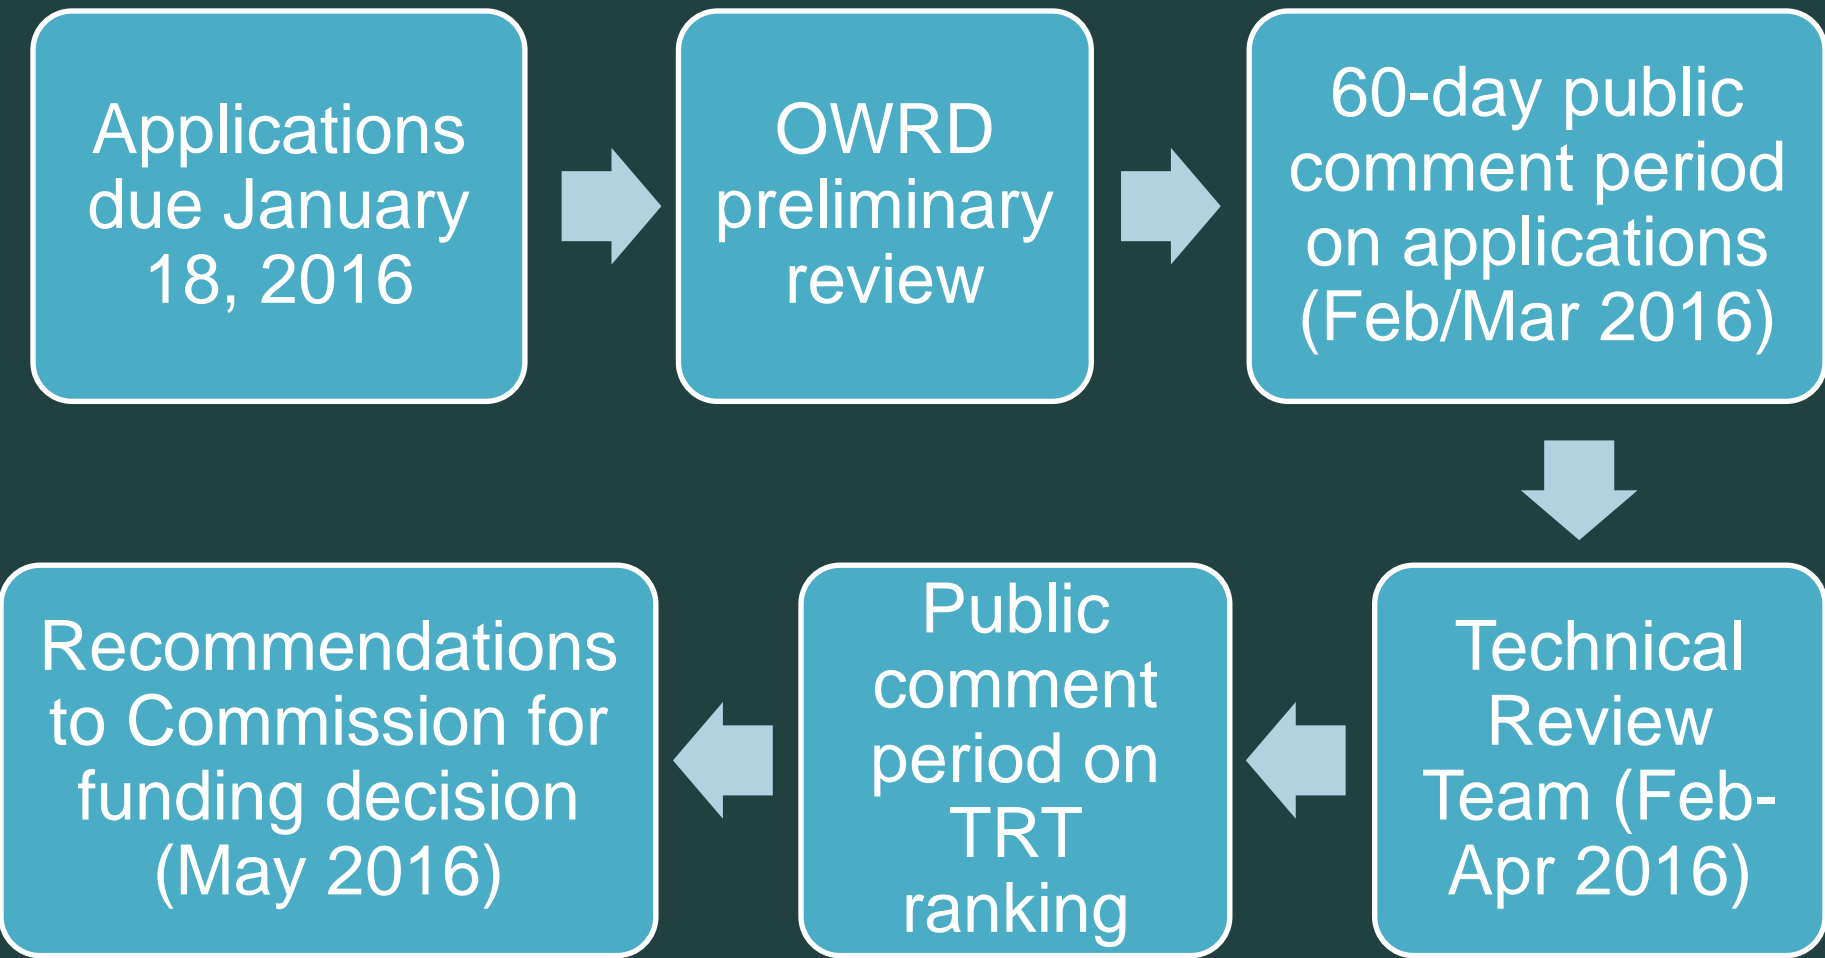 Applications
due January
18, 2016
OWRD
preliminary
review
60-day public
comment period
on applications
(Feb/Mar 2016)
Technical
Review
Team (Feb-
Apr 2016)
Public
comment
period on
TRT
ranking
Recommendations
to Commission for
funding decision
(May 2016)